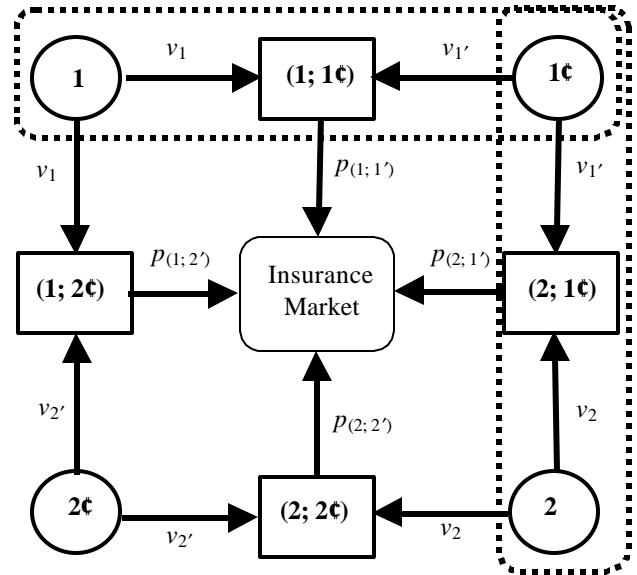 v₁
v₁′
1
(1; 1¢)
1¢
v₁
p₍₁; ₁′₎
v₁′
p₍₁; ₂′₎
p₍₂; ₁′₎
(1; 2¢)
Insurance
Market
(2; 1¢)
v₂′
p₍₂; ₂′₎
v₂
2¢
(2; 2¢)
2
v₂′
v₂